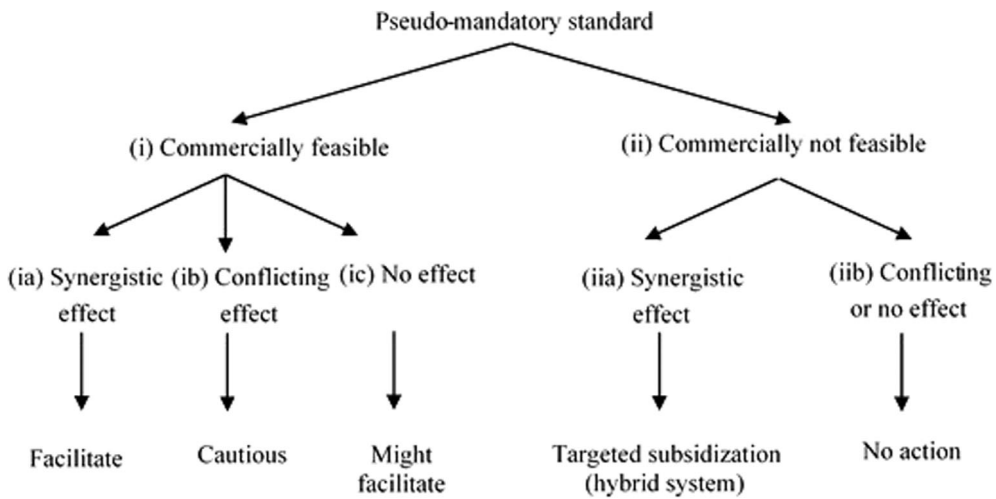 Pseudo-mandatory standard
(i) Commercially feasible
(ii) Commercially not feasible
(ia) Synergistic
effect
(ib) Conflicting
effect
(ic) No effect
(iia) Synergistic
effect
(iib) Conflicting
or no effect
Facilitate
Cautious
Might
facilitate
Targeted subsidization
(hybrid system)
No action